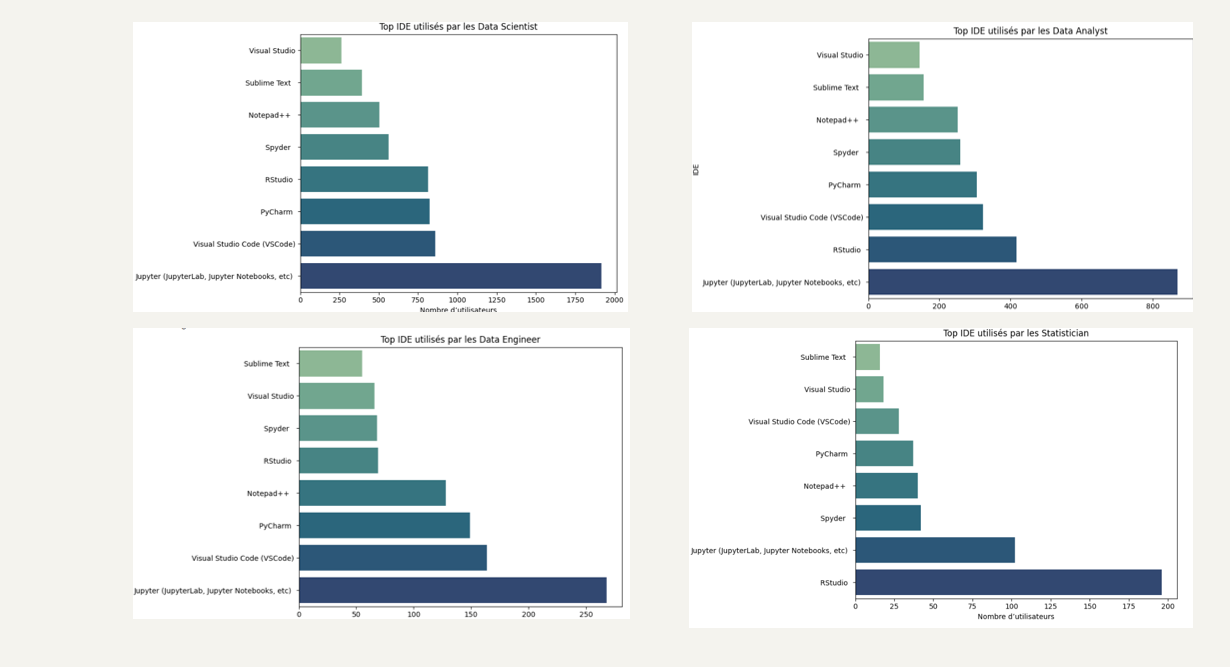 Top IDE utilisés par les Data Scientist
Visual Studio
Sublime Text
Notepad++
Spyder
RStudio
PyCharm
Visual Studio Code (VSCode)
Jupyter (JupyterLab, Jupyter Notebooks, etc)
0 250 500 750 1000 1250 1500 1750 2000
Nombre d'utilisateurs
Top IDE utilisés par les Data Analyst
IDE
Visual Studio
Sublime Text
Notepad++
Spyder
PyCharm
Visual Studio Code (VSCode)
RStudio
Jupyter (JupyterLab, Jupyter Notebooks, etc)
0 200 400 600 800
Top IDE utilisés par les Data Engineer
Sublime Text
Visual Studio
Spyder
RStudio
Notepad++
PyCharm
Visual Studio Code (VSCode)
Jupyter (JupyterLab, Jupyter Notebooks, etc)
0 50 100 150 200 250
Top IDE utilisés par les Statistician
Sublime Text
Visual Studio
Visual Studio Code (VSCode)
PyCharm
Notepad++
Spyder
Jupyter (JupyterLab, Jupyter Notebooks, etc)
RStudio
0 25 50 75 100 125 150 175 200
Nombre d'utilisateurs